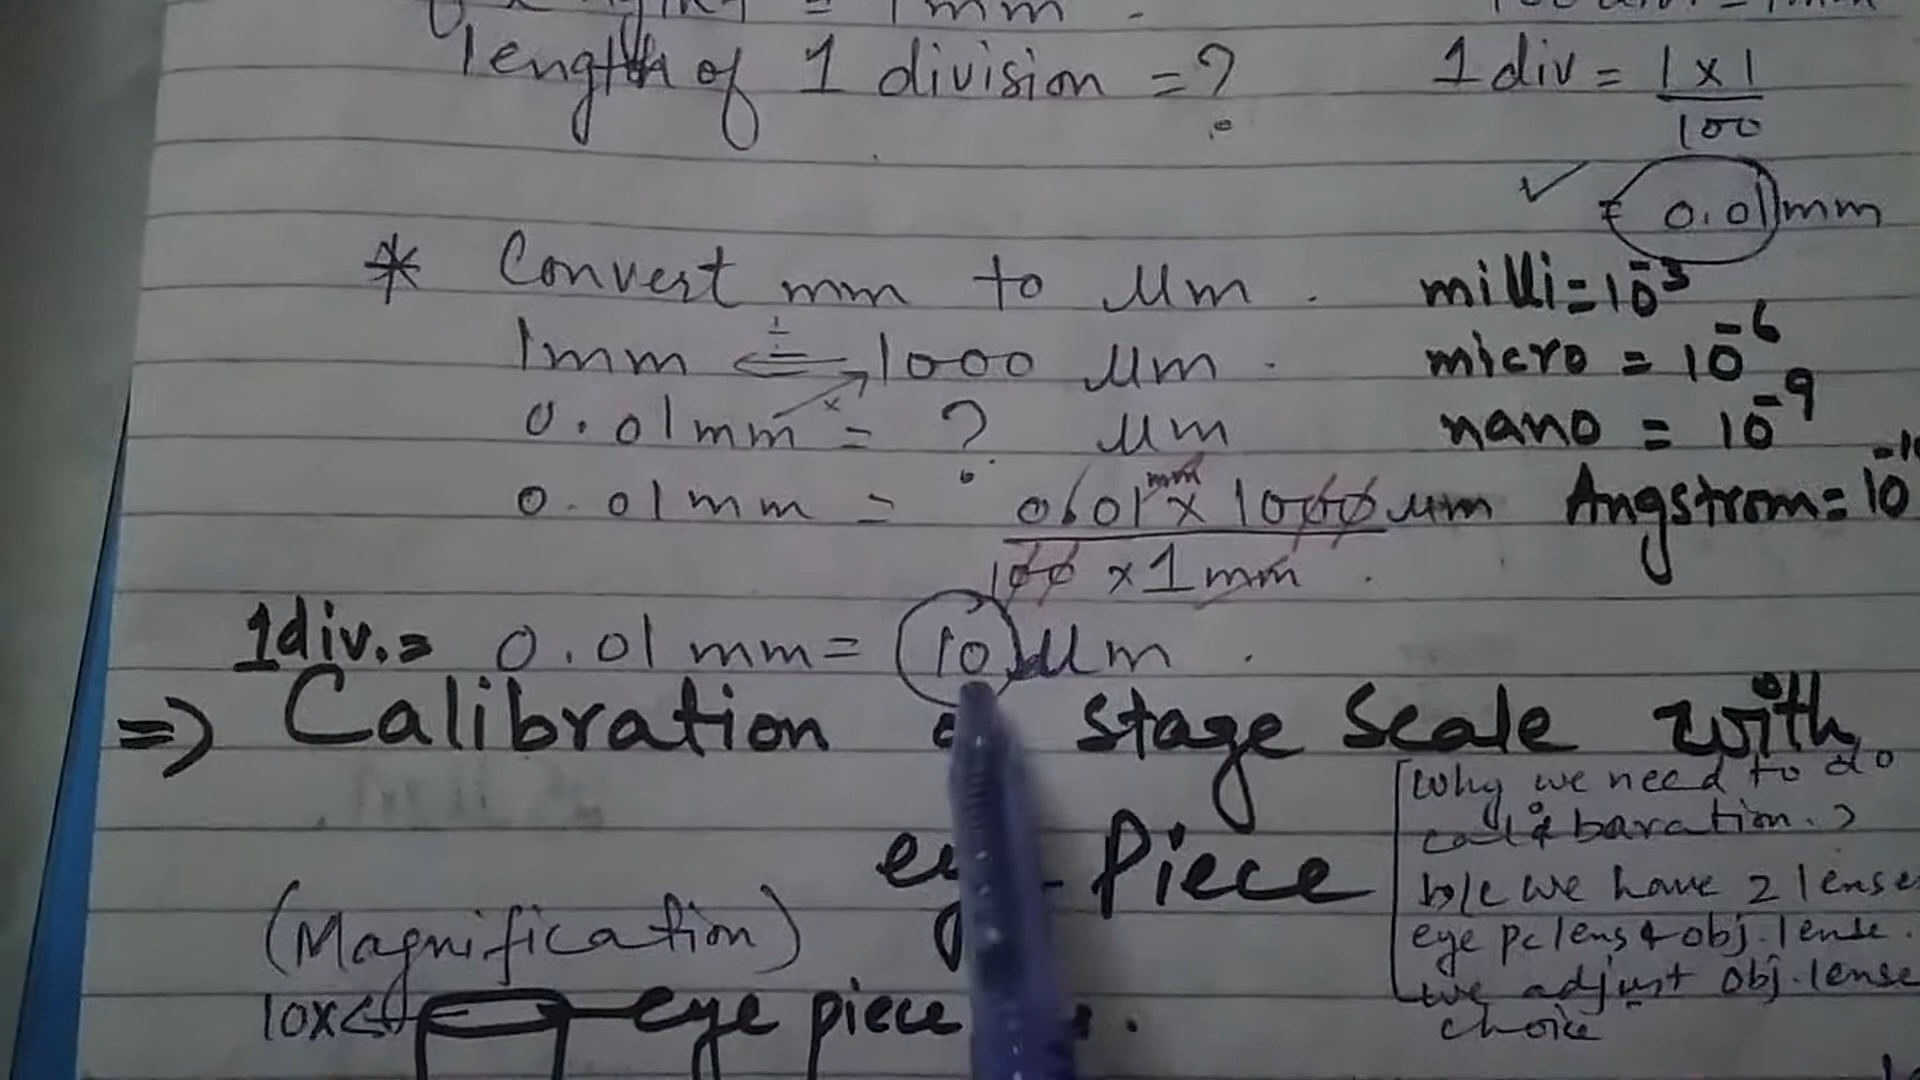 = 1mm
length of 1 division = ?
1 div = 1 x 1
100
✓ = 0.01 mm
* Convert mm to µm.
1mm ⇐ ÷ 1000 µm.
0.01mm x = ? µm
0.01mm = 0.01 mm x 1000 µm
100 x 1mm.
milli = 10-3
micro = 10-6
nano = 10-9
Angstrom = 10
1div. = 0.01 mm = 10 µm.
=> Calibration stage Scale with
Piece
[Why we need to do
calibaration.?
b/c we have 2 lense
eye pc lens & obj. lense.
we adjust obj. lense
choice
(Magnification)
10x eye piece